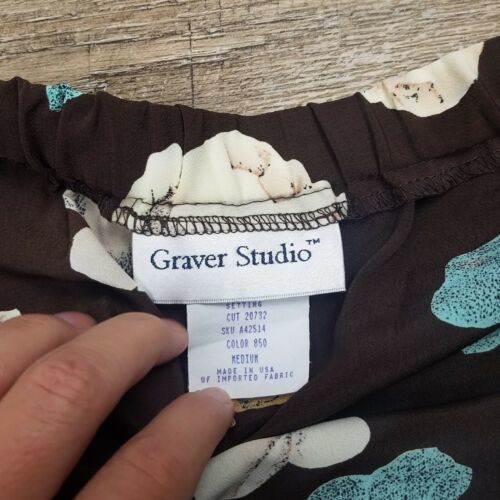 Graver Studio™
SETTING
CUT 20732
SKU A42514
COLOR 850
MEDIUM
MADE IN USA
OF IMPORTED FABRIC